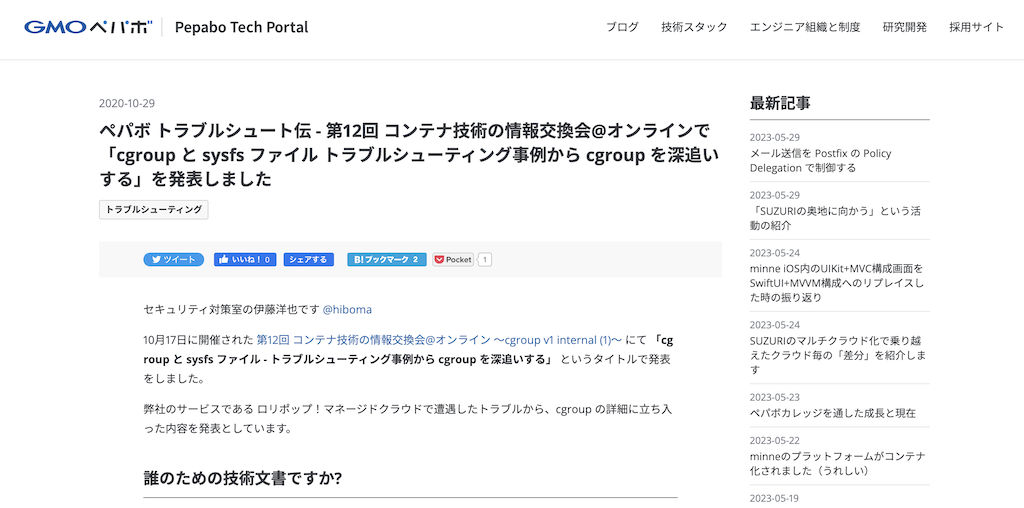 GMOペパボ Pepabo Tech Portal
ブログ 技術スタック エンジニア組織と制度 研究開発 採用サイト
2020-10-29
ペパボ トラブルシュート伝 - 第12回 コンテナ技術の情報交換会@オンラインで
「cgroup と sysfs ファイル トラブルシューティング事例から cgroup を深追い
する」を発表しました
トラブルシューティング
ツイート いいね！ 0 シェアする B!ブックマーク 2 Pocket 1
セキュリティ対策室の伊藤洋也です @hiboma
10月17日に開催された 第12回 コンテナ技術の情報交換会@オンライン 〜cgroup v1 internal (1)〜 にて 「cg
roup と sysfs ファイル - トラブルシューティング事例から cgroup を深追いする」 というタイトルで発表
をしました。
弊社のサービスである ロリポップ！マネージドクラウドで遭遇したトラブルから、cgroup の詳細に立ち入
った内容を発表としています。
誰のための技術文書ですか?
最新記事
2023-05-29
メール送信を Postfix の Policy
Delegation で制御する
2023-05-29
「SUZURIの奥地に向かう」という活
動の紹介
2023-05-24
minne iOS内のUIKit+MVC構成画面を
SwiftUI+MVVM構成へのリプレイスし
た時の振り返り
2023-05-24
SUZURIのマルチクラウド化で乗り越
えたクラウド毎の「差分」を紹介しま
す
2023-05-23
ペパボカレッジを通した成長と現在
2023-05-22
minneのプラットフォームがコンテナ
化されました（うれしい）
2023-05-19